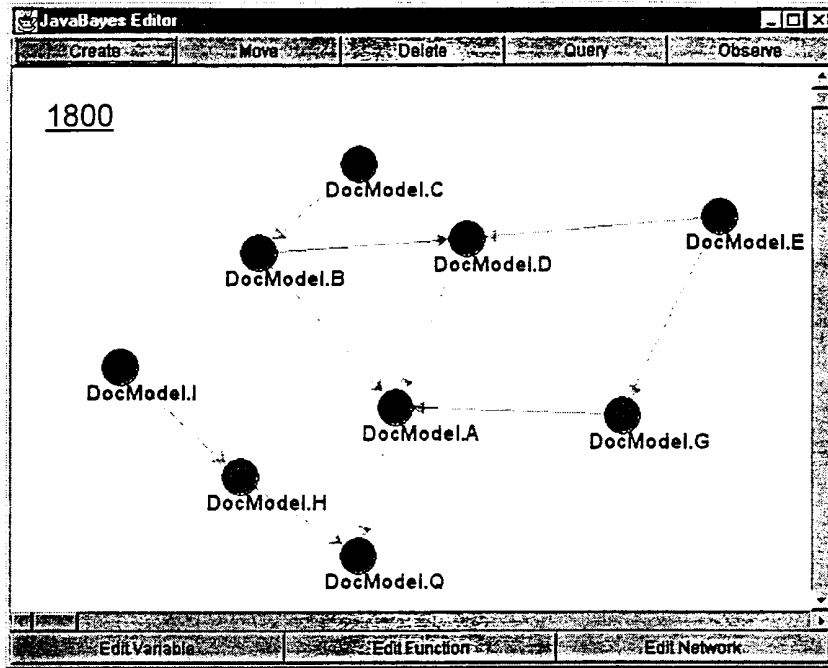 JavaBayes Editor
Create Move Delete Query Observe
1800
DocModel.C
DocModel.E
DocModel.D
DocModel.B
DocModel.I
DocModel.A
DocModel.G
DocModel.H
DocModel.Q
Edit Variable Edit Function Edit Network